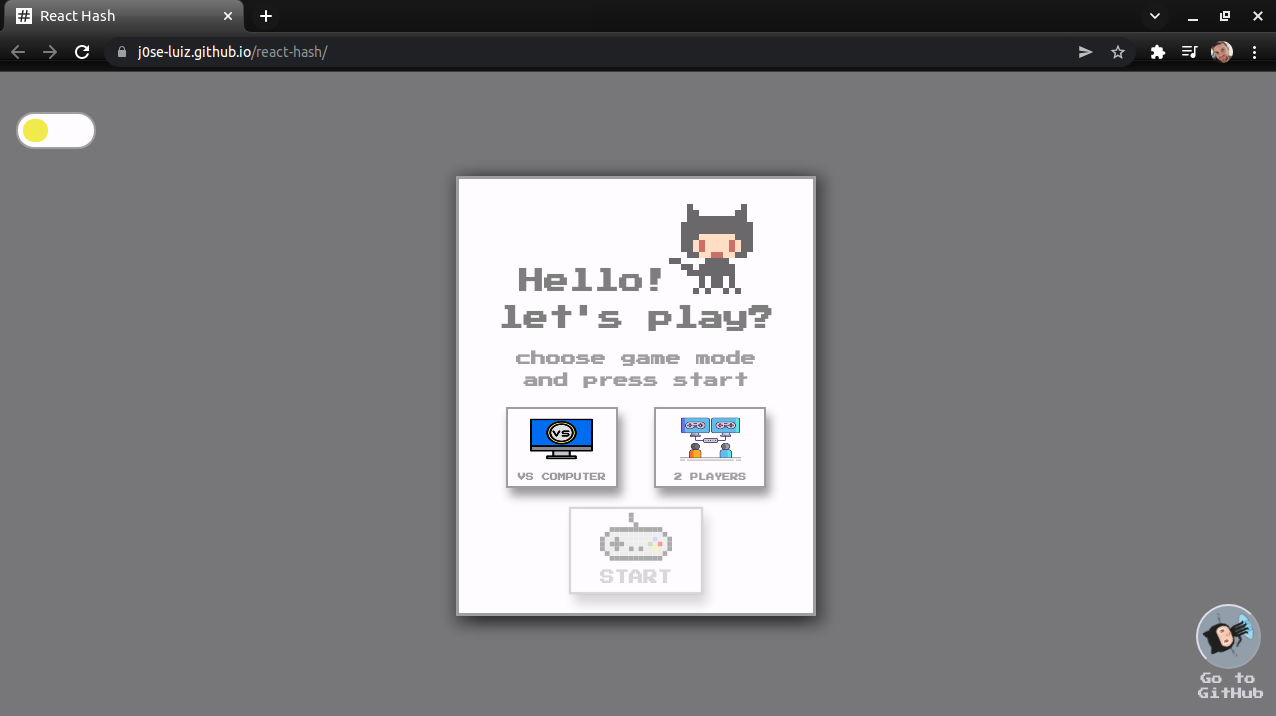 React Hash
j0se-luiz.github.io/react-hash/
Hello!
let's play?
choose game mode
and press start
VS
VS COMPUTER
2 PLAYERS
START
Go to
GitHub